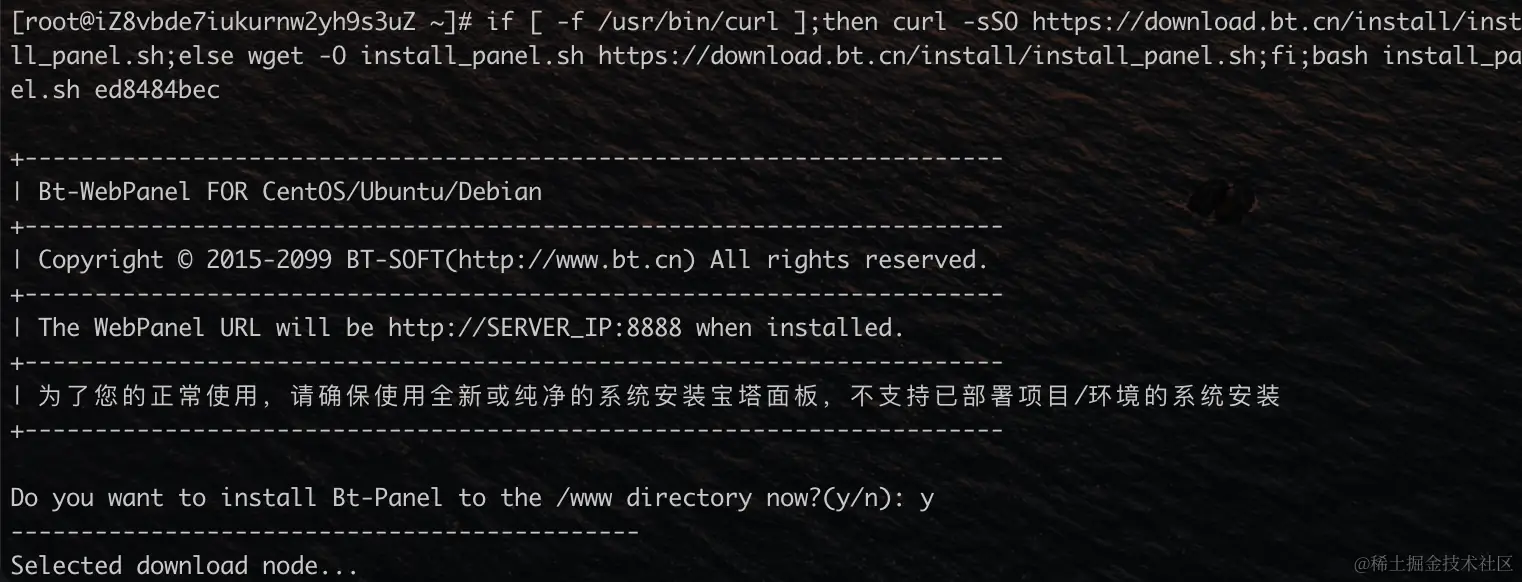 [root@iZ8vbde7iukurnw2yh9s3uZ ~]# if [ -f /usr/bin/curl ];then curl -sSO https://download.bt.cn/install/inst
ll_panel.sh;else wget -O install_panel.sh https://download.bt.cn/install/install_panel.sh;fi;bash install_pa
el.sh ed8484bec
+----------------------------------------------------------------------
| Bt-WebPanel FOR CentOS/Ubuntu/Debian
+----------------------------------------------------------------------
| Copyright © 2015-2099 BT-SOFT(http://www.bt.cn) All rights reserved.
+----------------------------------------------------------------------
| The WebPanel URL will be http://SERVER_IP:8888 when installed.
+----------------------------------------------------------------------
| 为了您的正常使用，请确保使用全新或纯净的系统安装宝塔面板，不支持已部署项目/环境的系统安装
+----------------------------------------------------------------------
Do you want to install Bt-Panel to the /www directory now?(y/n): y
---------------------------------------------
Selected download node...
@稀土掘金技术社区